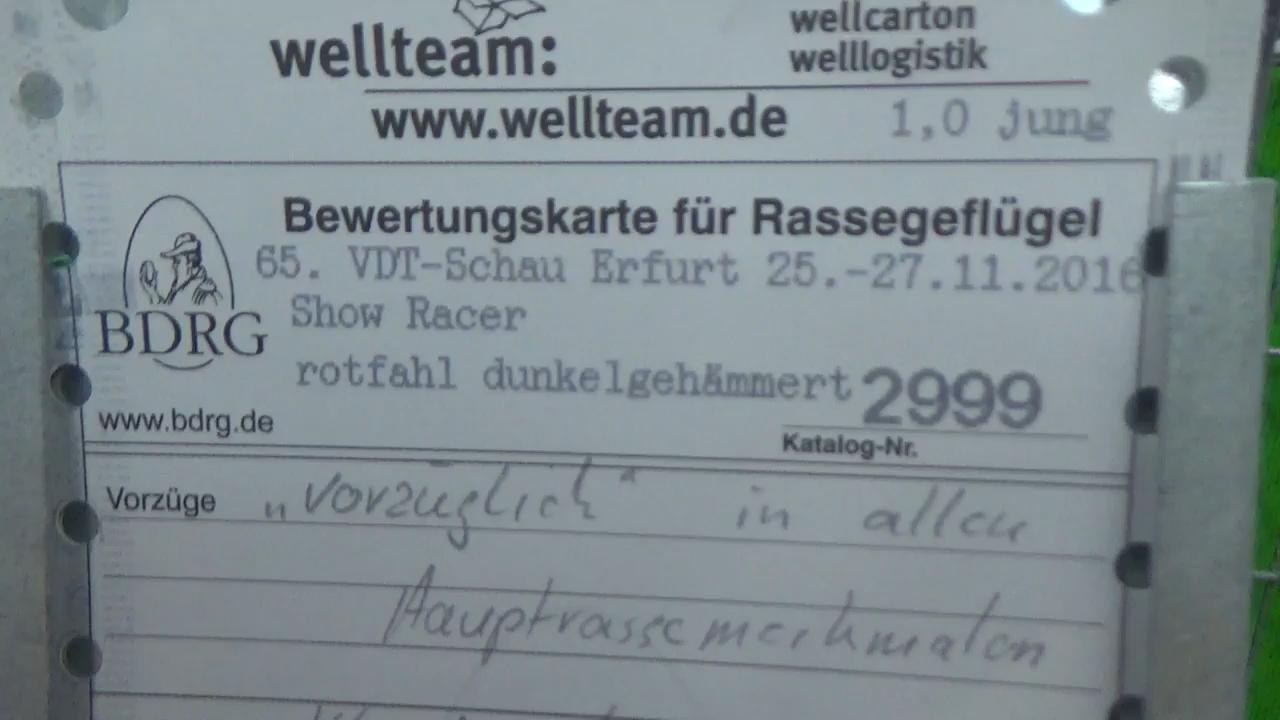 wellcarton
wellteam: welllogistik
www.wellteam.de 1,0 jung
Bewertungskarte für Rassegeflügel
65. VDT-Schau Erfurt 25.-27.11.2016
Show Racer
BDRG
rotfahl dunkelgehämmert 2999
www.bdrg.de
Katalog-Nr.
Vorzüge „Vorzüglich“ in allen
Hauptrassemerkmalen